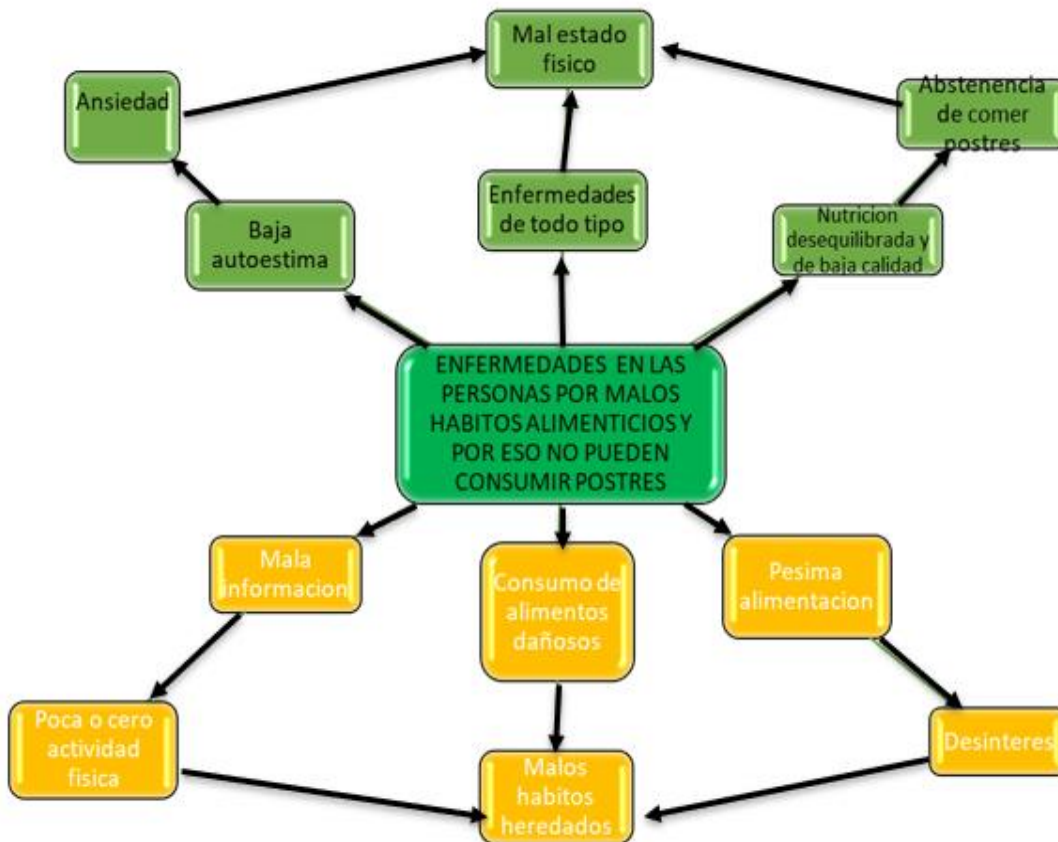 Mal estado
fisico
Ansiedad
Abstenencia
de comer
postres
Baja
autoestima
Enfermedades
de todo tipo
Nutricion
desequilibrada y
de baja calidad
ENFERMEDADES EN LAS
PERSONAS POR MALOS
HABITOS ALIMENTICIOS Y
POR ESO NO PUEDEN
CONSUMIR POSTRES
Mala
informacion
Consumo de
alimentos
dañosos
Pesima
alimentacion
Poca o cero
actividad
fisica
Malos
habitos
heredados
Desinteres